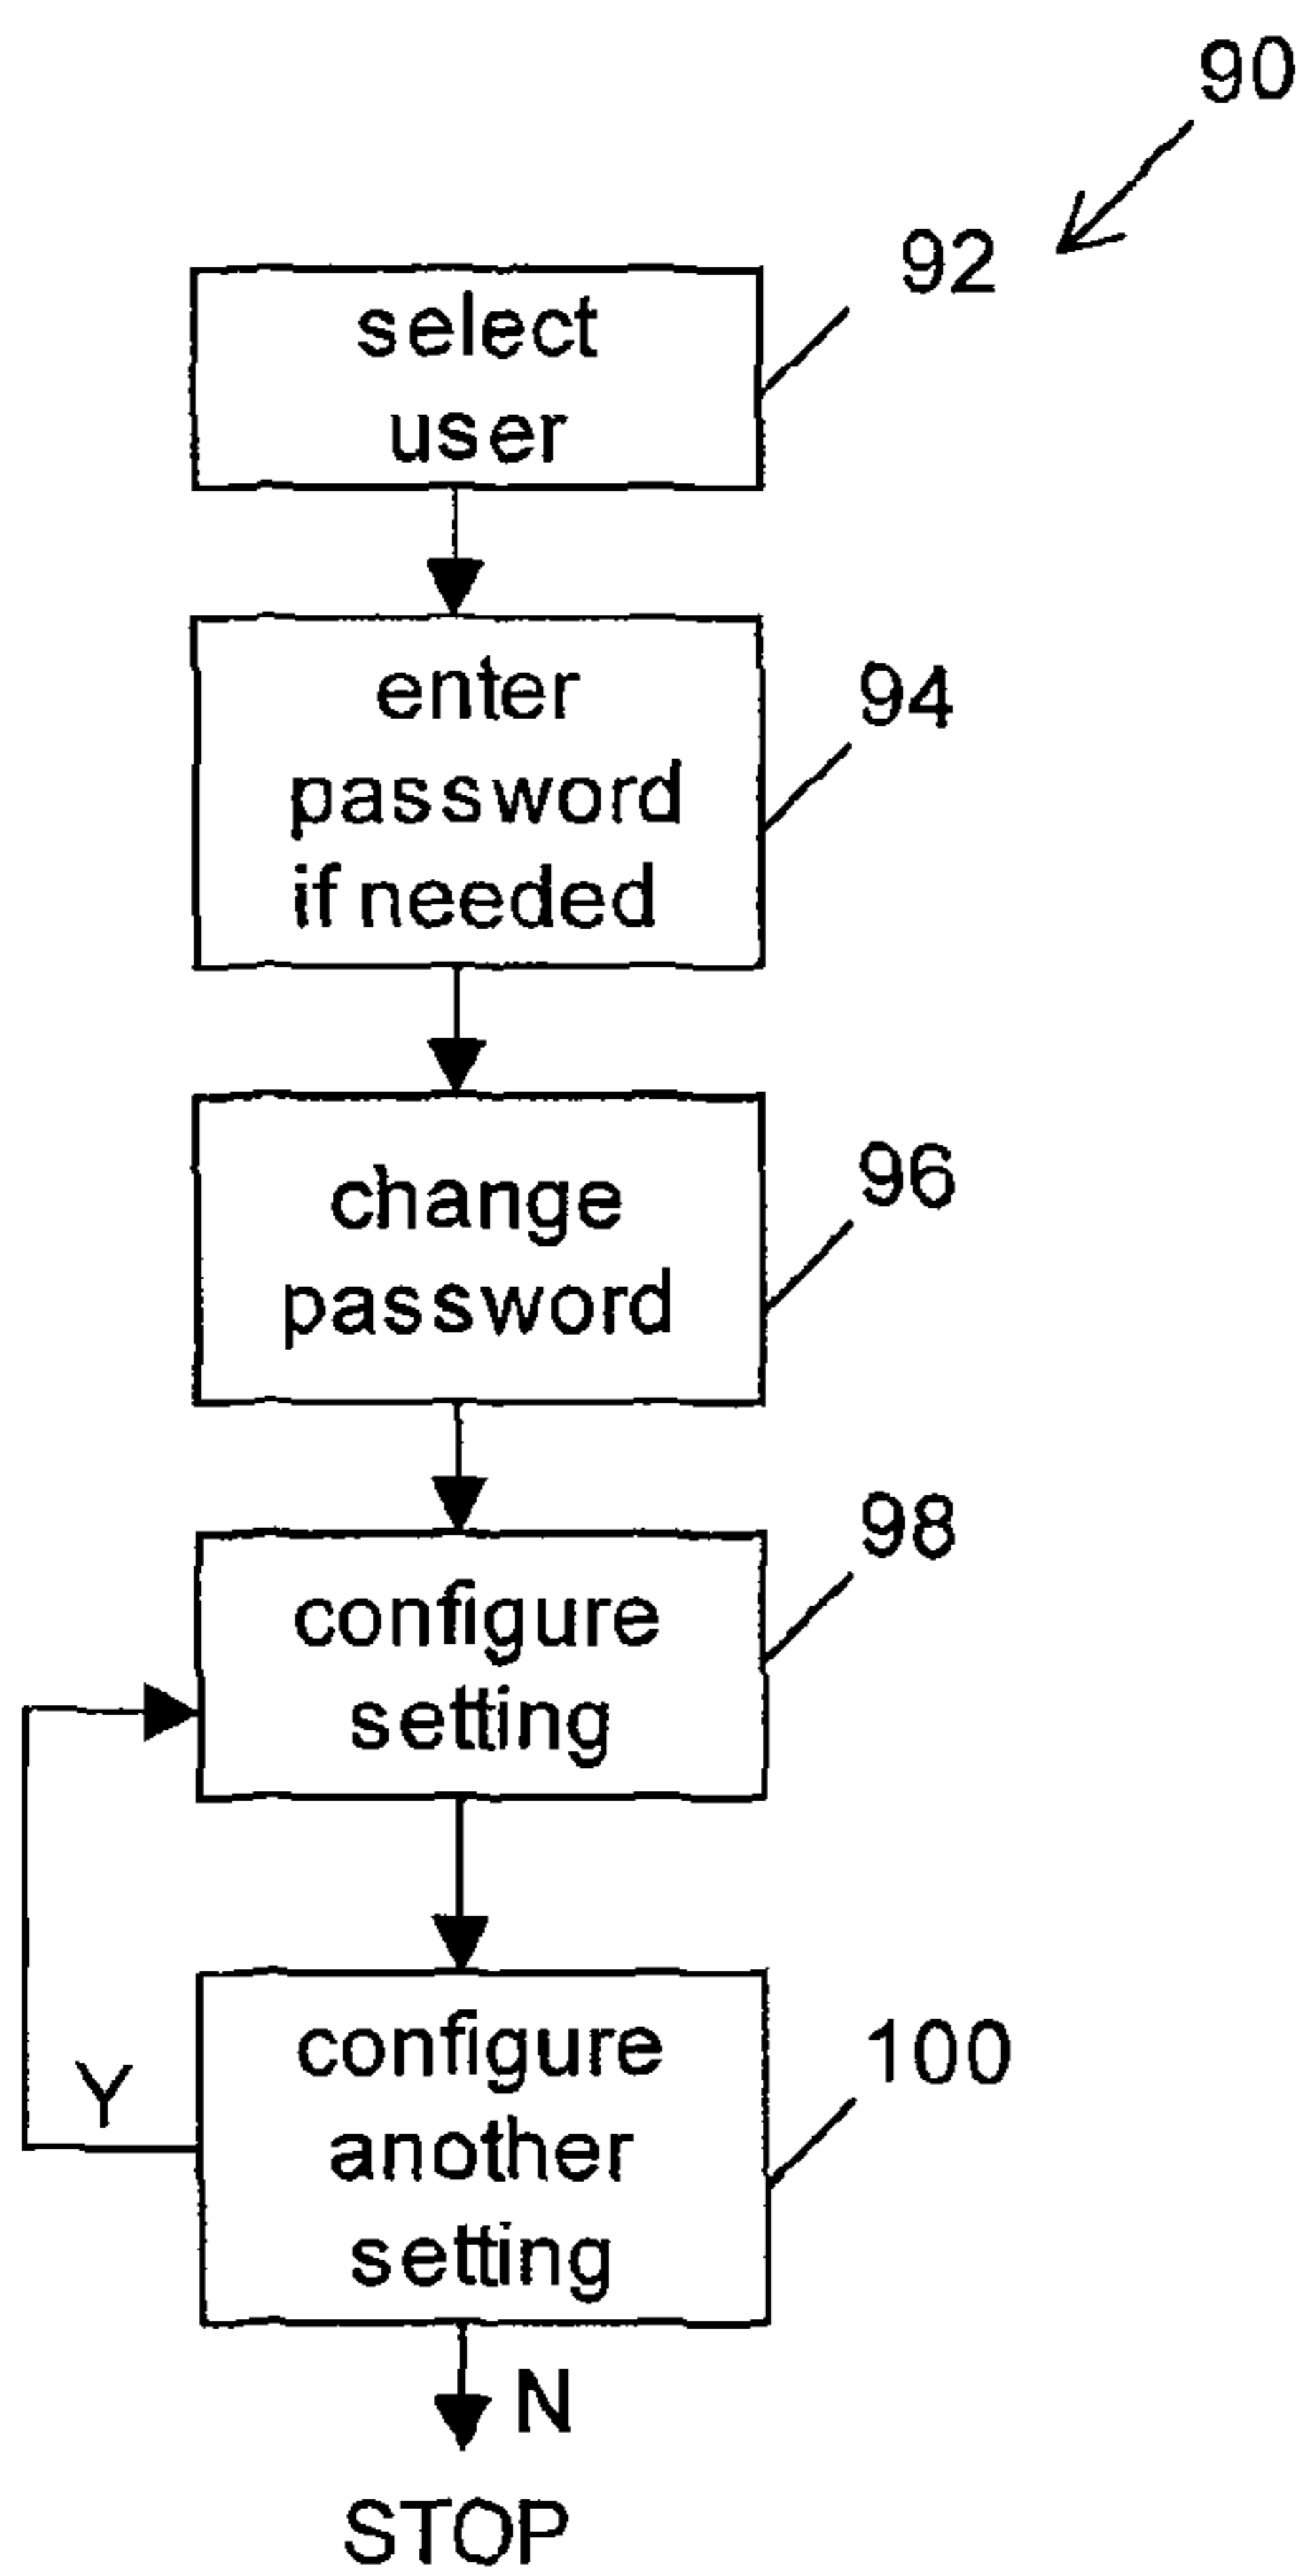 90
92
select
user
94
enter
password
if needed
96
change
password
98
configure
setting
100
configure
another
setting
Y
N
STOP